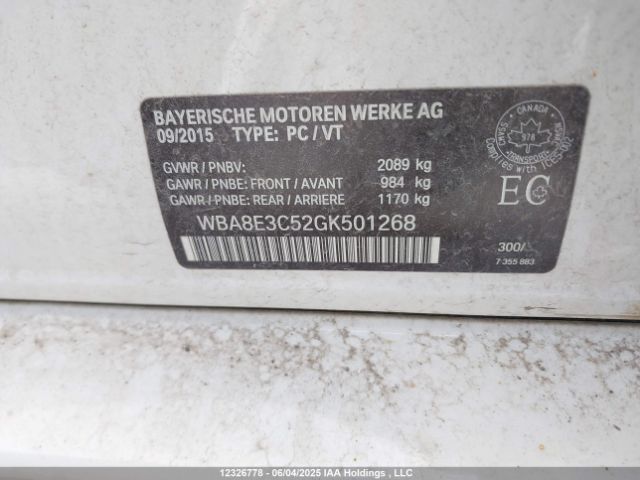 BAYERISCHE MOTOREN WERKE AG
09/2015 TYPE: PC / VT
GVWR / PNBV: 2089 kg
GAWR / PNBE: FRONT / AVANT 984 kg
GAWR / PNBE: REAR / ARRIERE 1170 kg
WBA8E3C52GK501268
CANADA
978
TRANSPORT
EC
300/
7 355 883
12326778 - 06/04/2025 IAA Holdings , LLC